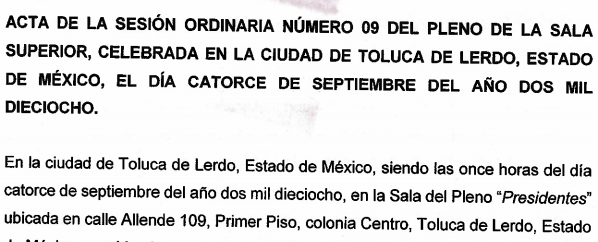 ACTA DE LA SESIÓN ORDINARIA NÚMERO 09 DEL PLENO DE LA SALA
SUPERIOR, CELEBRADA EN LA CIUDAD DE TOLUCA DE LERDO, ESTADO
DE MÉXICO, EL DÍA CATORCE DE SEPTIEMBRE DEL AÑO DOS MIL
DIECIOCHO.
En la ciudad de Toluca de Lerdo, Estado de México, siendo las once horas del día
catorce de septiembre del año dos mil dieciocho, en la Sala del Pleno “Presidentes”
ubicada en calle Allende 109, Primer Piso, colonia Centro, Toluca de Lerdo, Estado